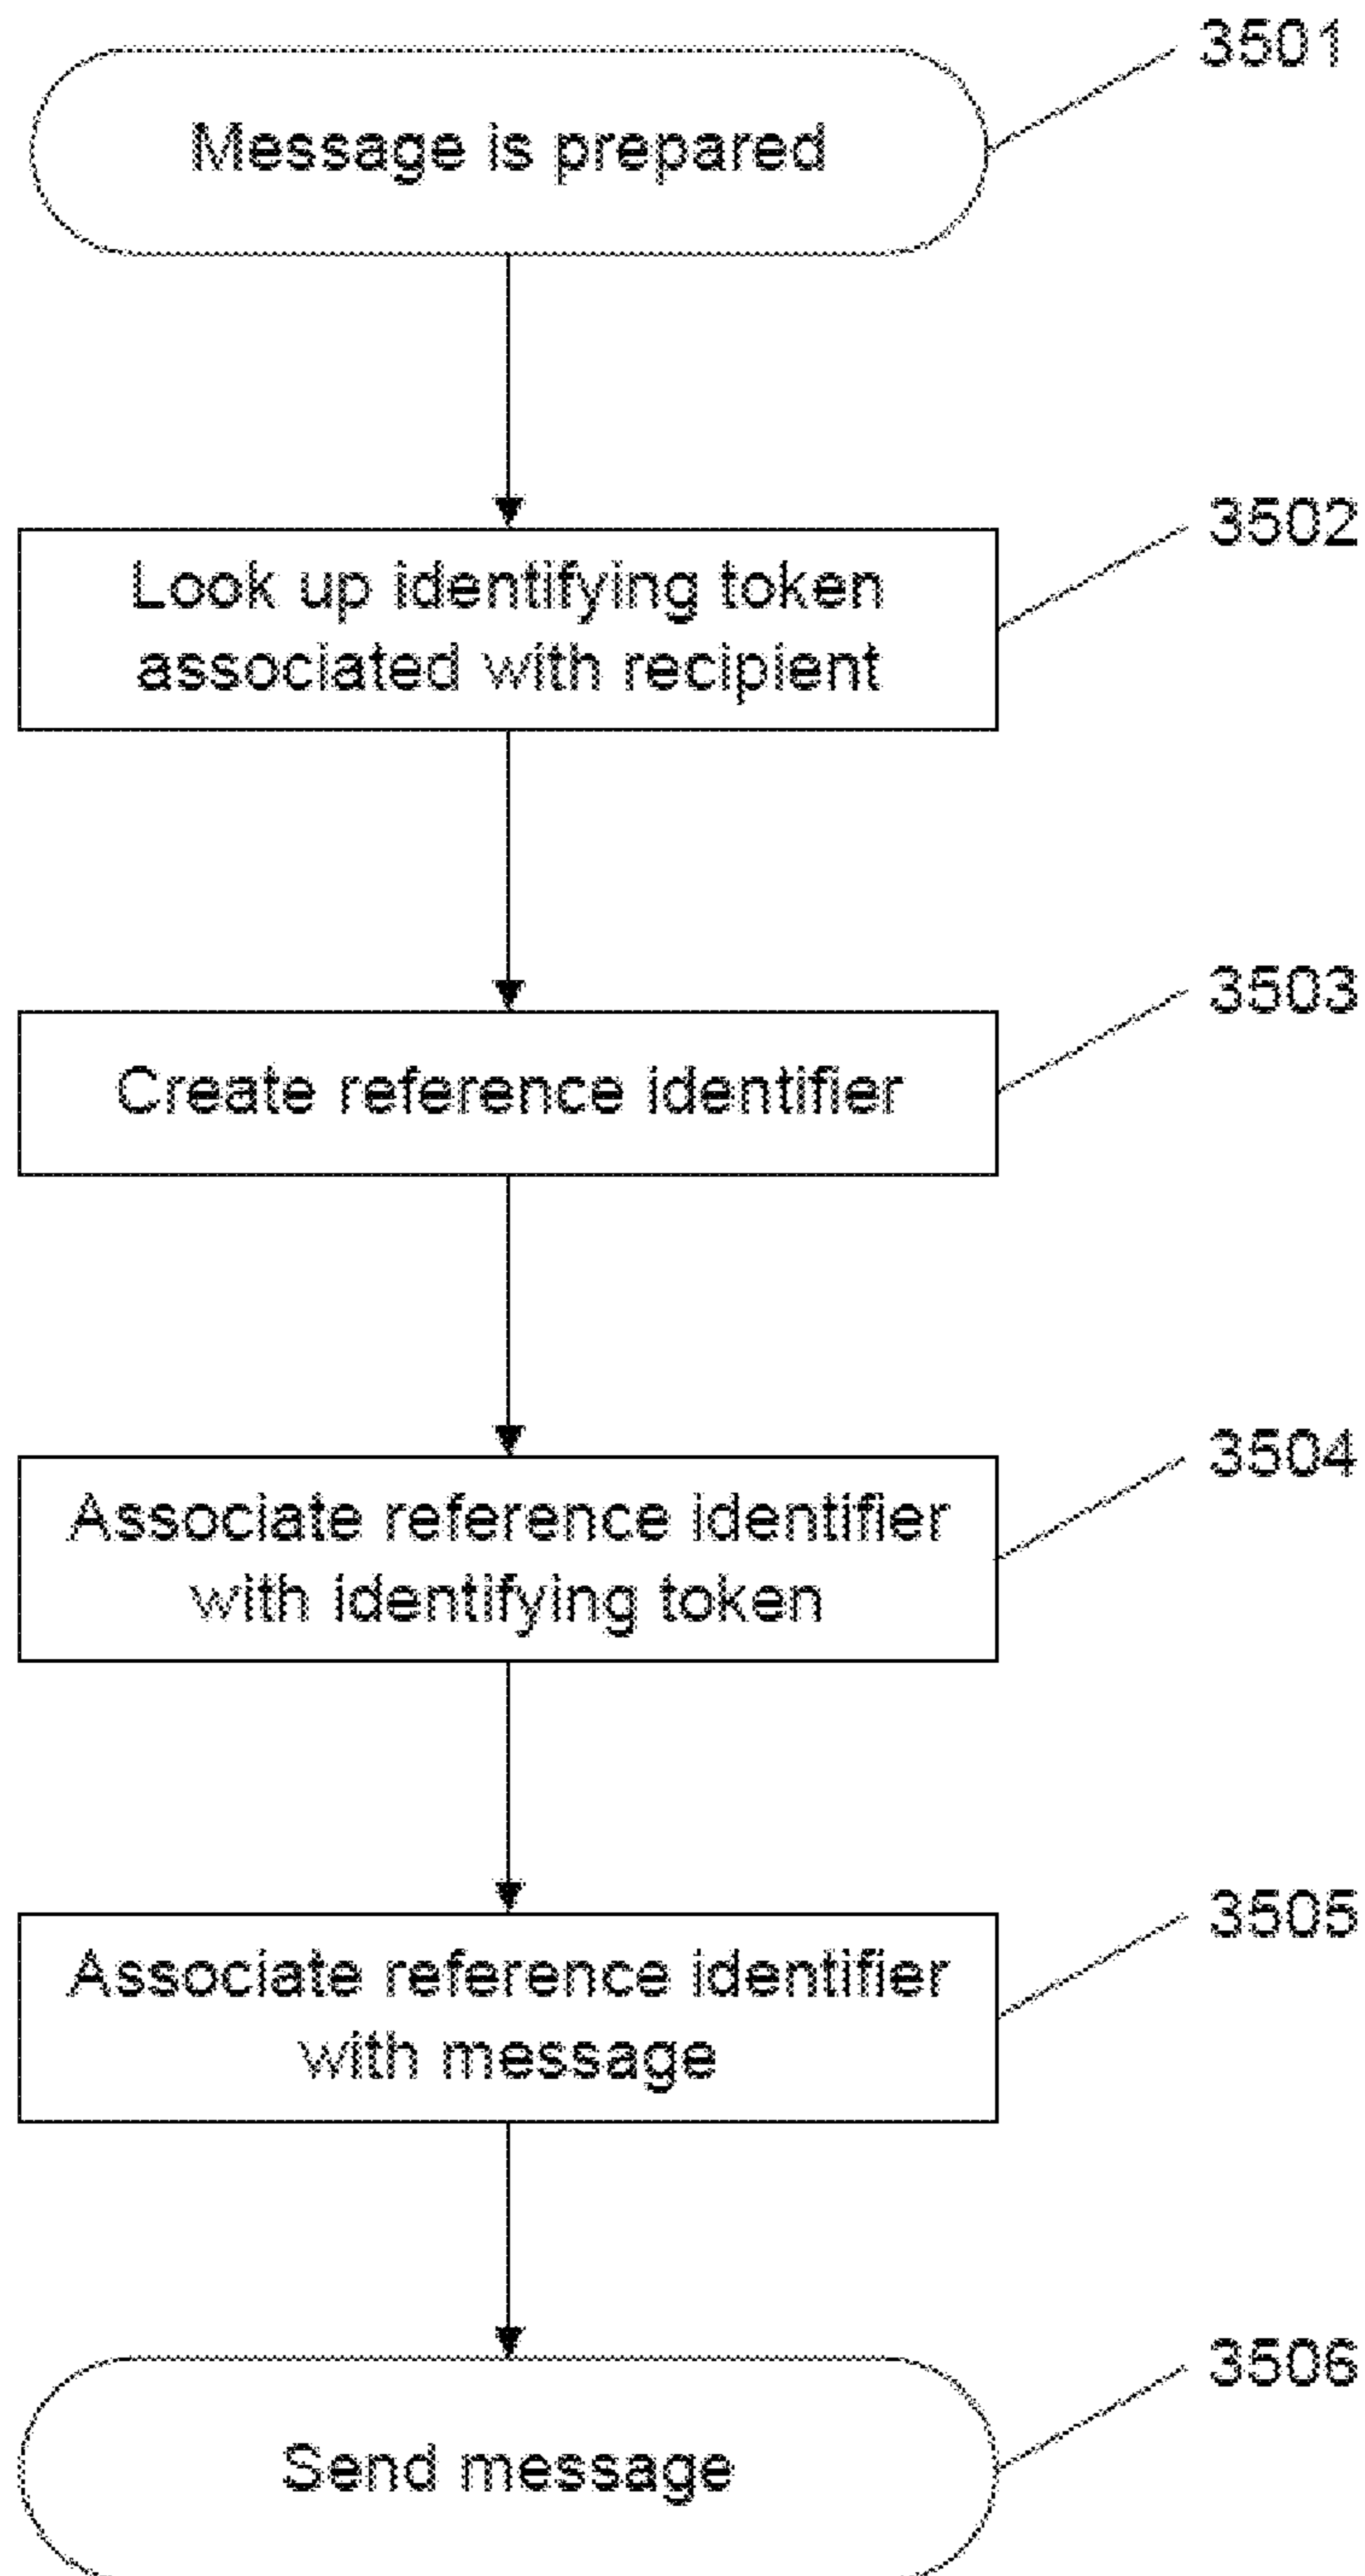 3501
Message is prepared
3502
Look up identifying token
associated with recipient
3503
Create reference identifier
3504
Associate reference identifier
with identifying token
3505
Associate reference identifier
with message
3506
Send message